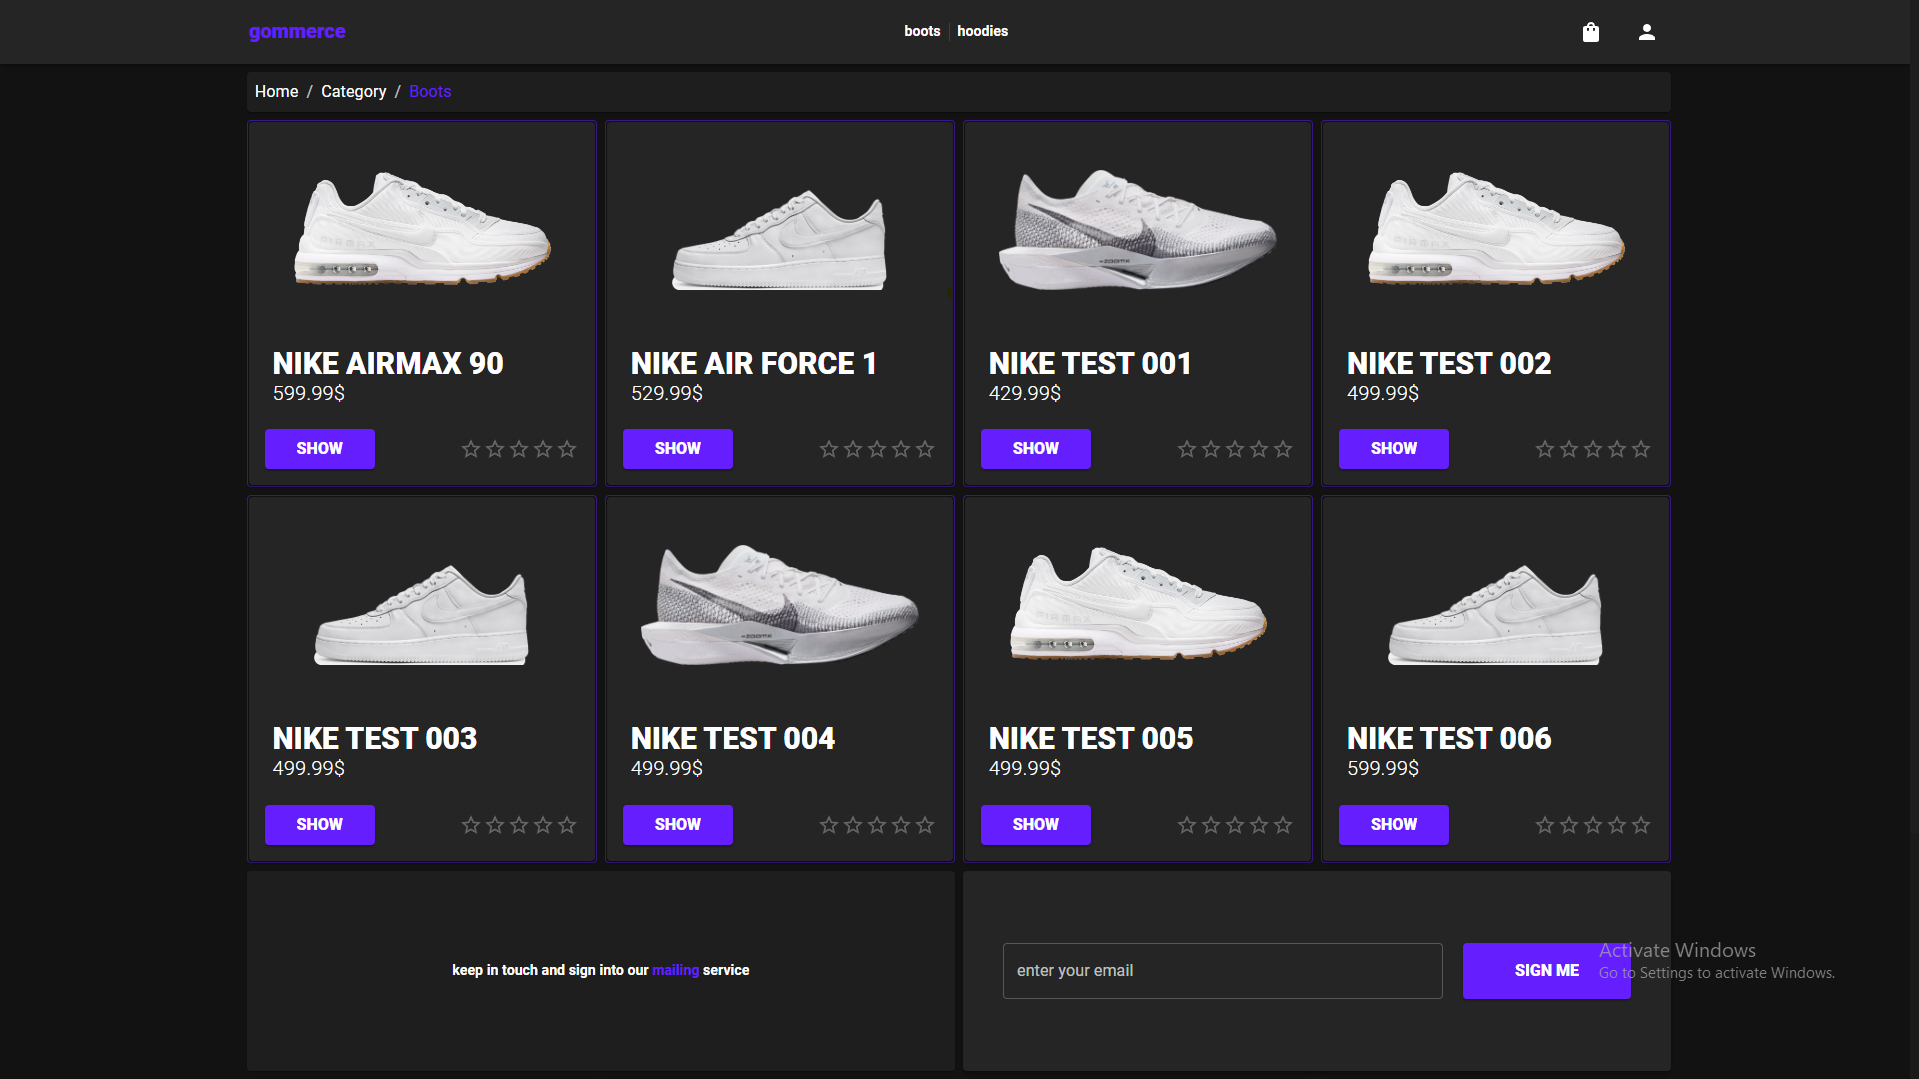 gommerce
boots
hoodies
Home / Category / Boots
NIKE AIRMAX 90
599.99$
SHOW
NIKE AIR FORCE 1
529.99$
SHOW
NIKE TEST 001
429.99$
SHOW
NIKE TEST 002
499.99$
SHOW
NIKE TEST 003
499.99$
SHOW
NIKE TEST 004
499.99$
SHOW
NIKE TEST 005
499.99$
SHOW
NIKE TEST 006
599.99$
SHOW
keep in touch and sign into our mailing service
enter your email
SIGN ME
Activate Windows
Go to Settings to activate Windows.